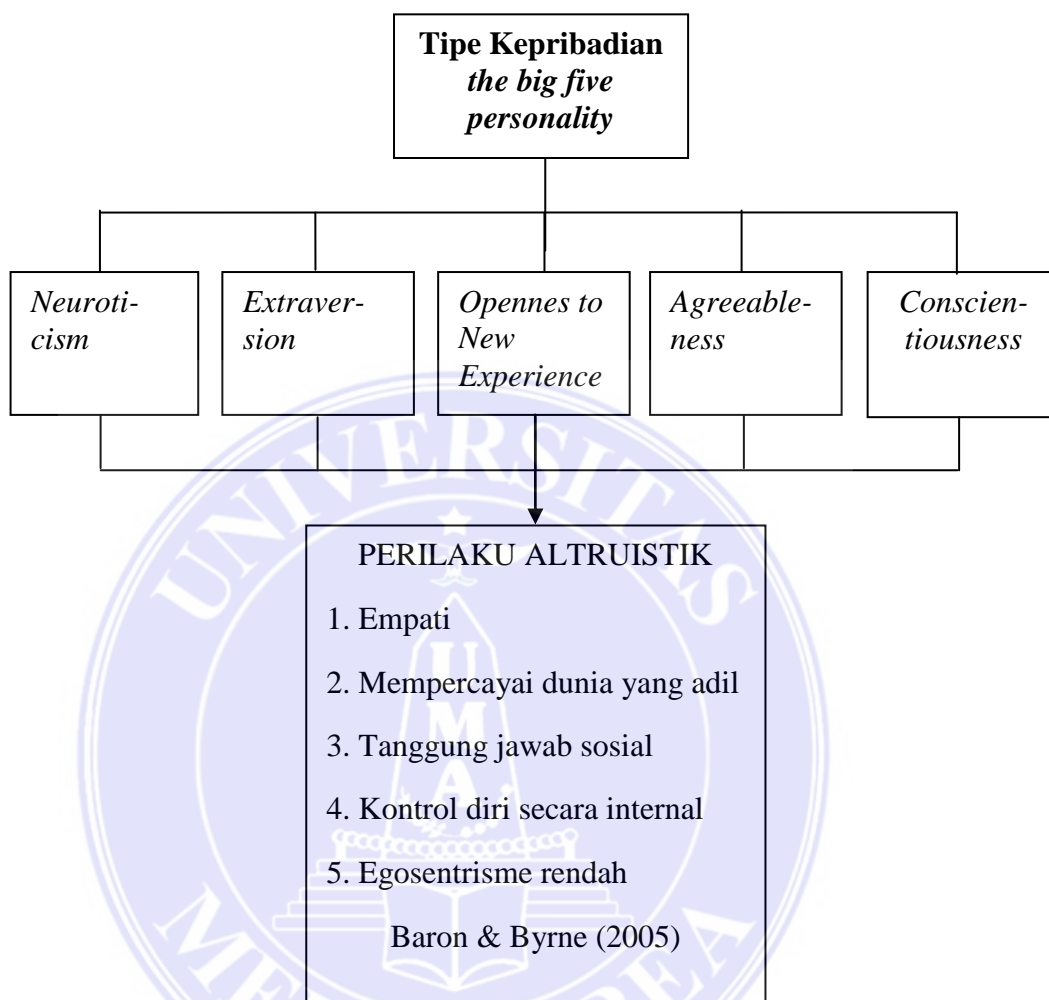 Tipe Kepribadian
the big five
personality
Neuroti-
cism
Extraver-
sion
Opennes to
New
Experience
Agreeable-
ness
Conscien-
tiousness
PERILAKU ALTRUISTIK
1. Empati
2. Mempercayai dunia yang adil
3. Tanggung jawab sosial
4. Kontrol diri secara internal
5. Egosentrisme rendah
Baron & Byrne (2005)
UNIVERSITAS
UMA